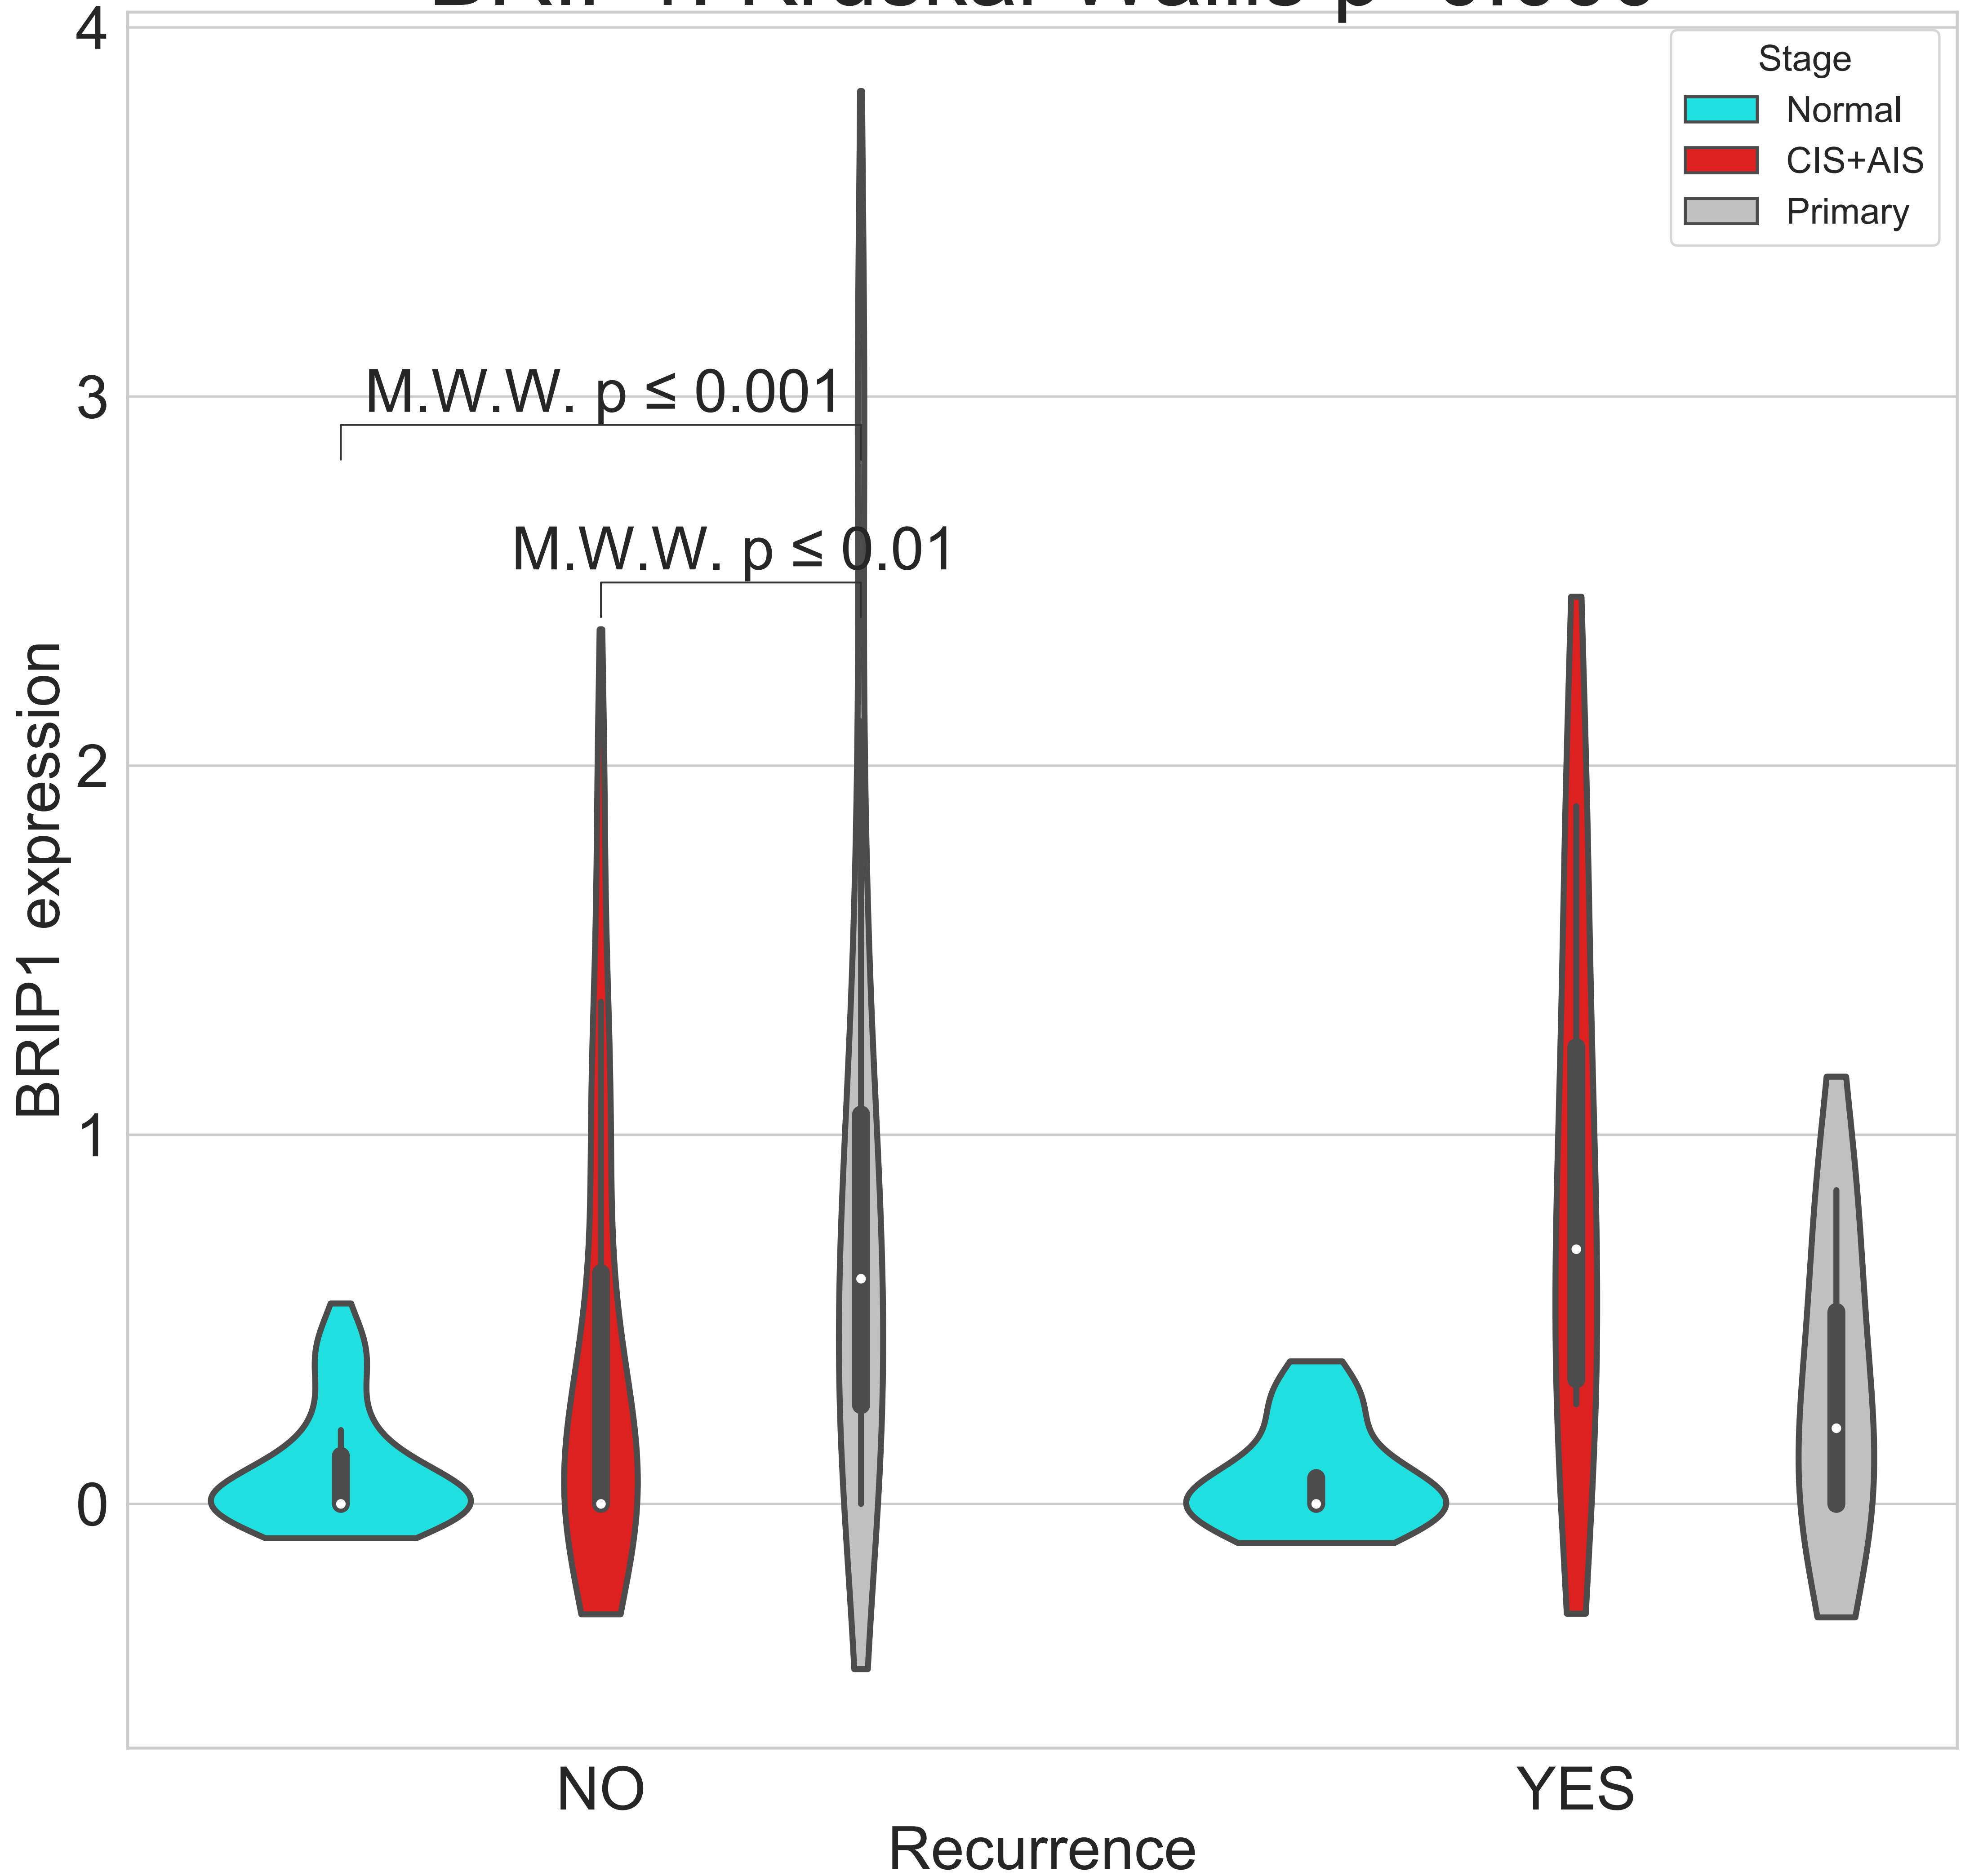 Stage
Normal
CIS+AIS
Primary
4
3
2
1
0
BRIP1 expression
M.W.W. p ≤ 0.001
M.W.W. p ≤ 0.01
NO
YES
Recurrence